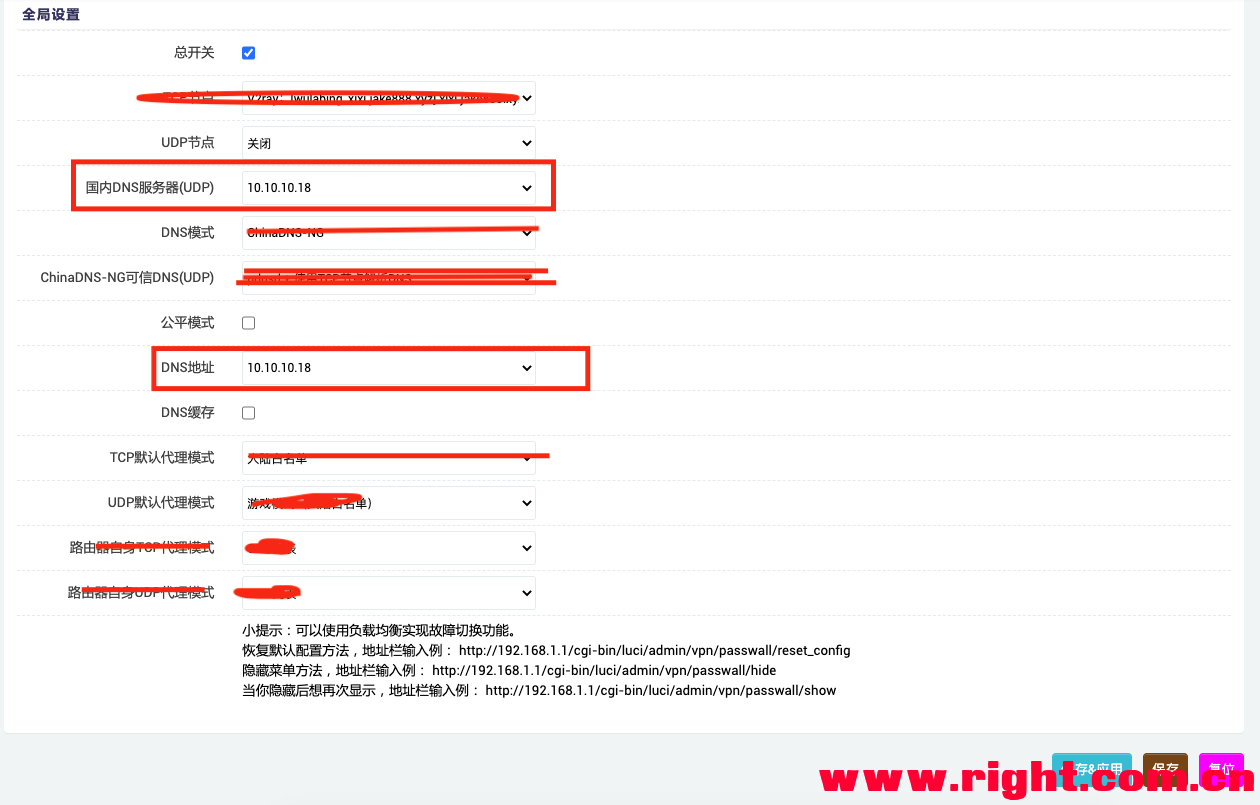 全局设置
总开关
UDP节点
关闭
国内DNS服务器(UDP)
10.10.10.18
DNS模式
ChinaDNS-NG
ChinaDNS-NG可信DNS(UDP)
公平模式
DNS地址
10.10.10.18
DNS缓存
TCP默认代理模式
大陆白名单
UDP默认代理模式
路由器自身TCP代理模式
路由器自身UDP代理模式
小提示：可以使用负载均衡实现故障切换功能。
恢复默认配置方法，地址栏输入例： http://192.168.1.1/cgi-bin/luci/admin/vpn/passwall/reset_config
隐藏菜单方法，地址栏输入例： http://192.168.1.1/cgi-bin/luci/admin/vpn/passwall/hide
当你隐藏后想再次显示，地址栏输入例： http://192.168.1.1/cgi-bin/luci/admin/vpn/passwall/show
保存&应用
保存
复位
www.right.com.cn